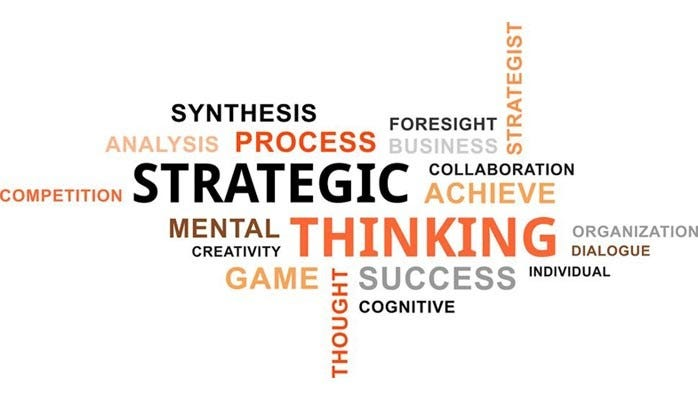 STRATEGIST
SYNTHESIS
FORESIGHT
ANALYSIS PROCESS BUSINESS
COMPETITION STRATEGIC COLLABORATION
ACHIEVE
MENTAL THINKING ORGANIZATION
CREATIVITY DIALOGUE
GAME SUCCESS INDIVIDUAL
THOUGHT COGNITIVE